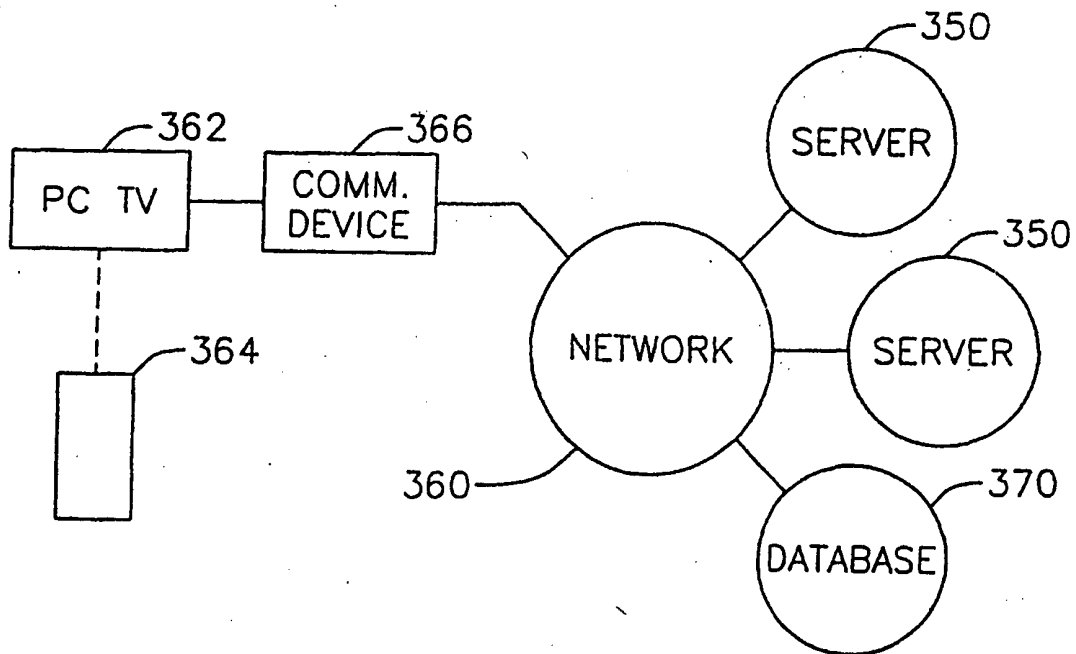 350
SERVER
362
PC TV
366
COMM.
DEVICE
350
SERVER
NETWORK
364
360
370
DATABASE